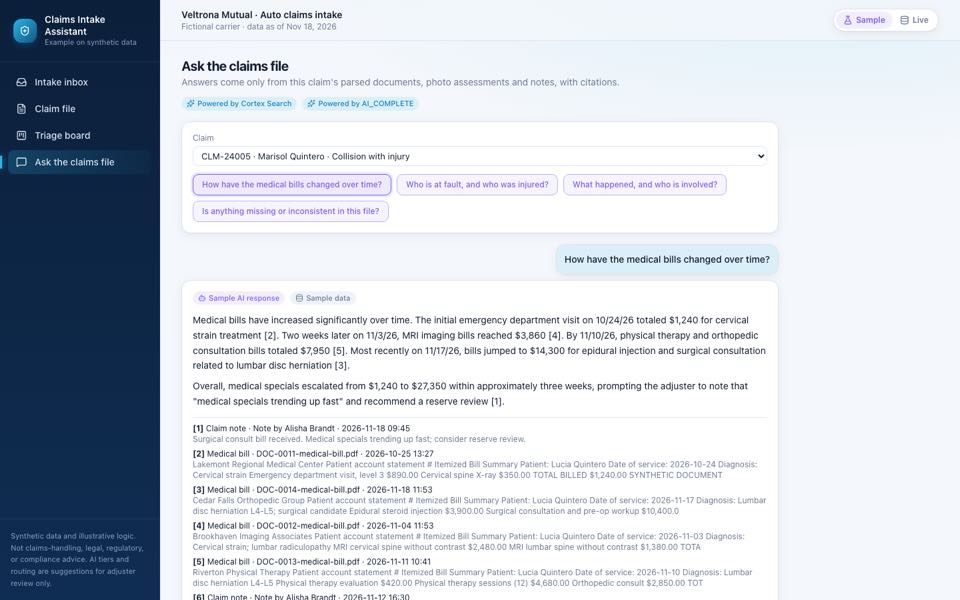 Claims Intake
Assistant
Example on synthetic data
Intake inbox
Claim file
Triage board
Ask the claims file
Synthetic data and illustrative logic.
Not claims-handling, legal, regulatory,
or compliance advice. AI tiers and
routing are suggestions for adjuster
review only.
Veltrona Mutual · Auto claims intake
Fictional carrier · data as of Nov 18, 2026
Sample
Live
Ask the claims file
Answers come only from this claim's parsed documents, photo assessments and notes, with citations.
Powered by Cortex Search
Powered by AI_COMPLETE
Claim
CLM-24005 · Marisol Quintero · Collision with injury
How have the medical bills changed over time?
Who is at fault, and who was injured?
What happened, and who is involved?
Is anything missing or inconsistent in this file?
How have the medical bills changed over time?
Sample AI response
Sample data
Medical bills have increased significantly over time. The initial emergency department visit on 10/24/26 totaled $1,240 for cervical
strain treatment [2]. Two weeks later on 11/3/26, MRI imaging bills reached $3,860 [4]. By 11/10/26, physical therapy and orthopedic
consultation bills totaled $7,950 [5]. Most recently on 11/17/26, bills jumped to $14,300 for epidural injection and surgical consultation
related to lumbar disc herniation [3].
Overall, medical specials escalated from $1,240 to $27,350 within approximately three weeks, prompting the adjuster to note that
"medical specials trending up fast" and recommend a reserve review [1].
[1] Claim note · Note by Alisha Brandt · 2026-11-18 09:45
Surgical consult bill received. Medical specials trending up fast; consider reserve review.
[2] Medical bill · DOC-0011-medical-bill.pdf · 2026-10-25 13:27
Lakemont Regional Medical Center Patient account statement # Itemized Bill Summary Patient: Lucia Quintero Date of service: 2026-10-24 Diagnosis:
Cervical strain Emergency department visit, level 3 $890.00 Cervical spine X-ray $350.00 TOTAL BILLED $1,240.00 SYNTHETIC DOCUMENT
[3] Medical bill · DOC-0014-medical-bill.pdf · 2026-11-18 11:53
Cedar Falls Orthopedic Group Patient account statement # Itemized Bill Summary Patient: Lucia Quintero Date of service: 2026-11-17 Diagnosis: Lumbar
disc herniation L4-L5; surgical candidate Epidural steroid injection $3,900.00 Surgical consultation and pre-op workup $10,400.0
[4] Medical bill · DOC-0012-medical-bill.pdf · 2026-11-04 11:53
Brookhaven Imaging Associates Patient account statement # Itemized Bill Summary Patient: Lucia Quintero Date of service: 2026-11-03 Diagnosis:
Cervical strain; lumbar radiculopathy MRI cervical spine without contrast $2,480.00 MRI lumbar spine without contrast $1,380.00 TOTA
[5] Medical bill · DOC-0013-medical-bill.pdf · 2026-11-11 10:41
Riverton Physical Therapy Patient account statement # Itemized Bill Summary Patient: Lucia Quintero Date of service: 2026-11-10 Diagnosis: Lumbar
disc herniation L4-L5 Physical therapy evaluation $420.00 Physical therapy sessions (12) $4,680.00 Orthopedic consult $2,850.00 TOT
[6] Claim note · Note by Alisha Brandt · 2026-11-12 16:30